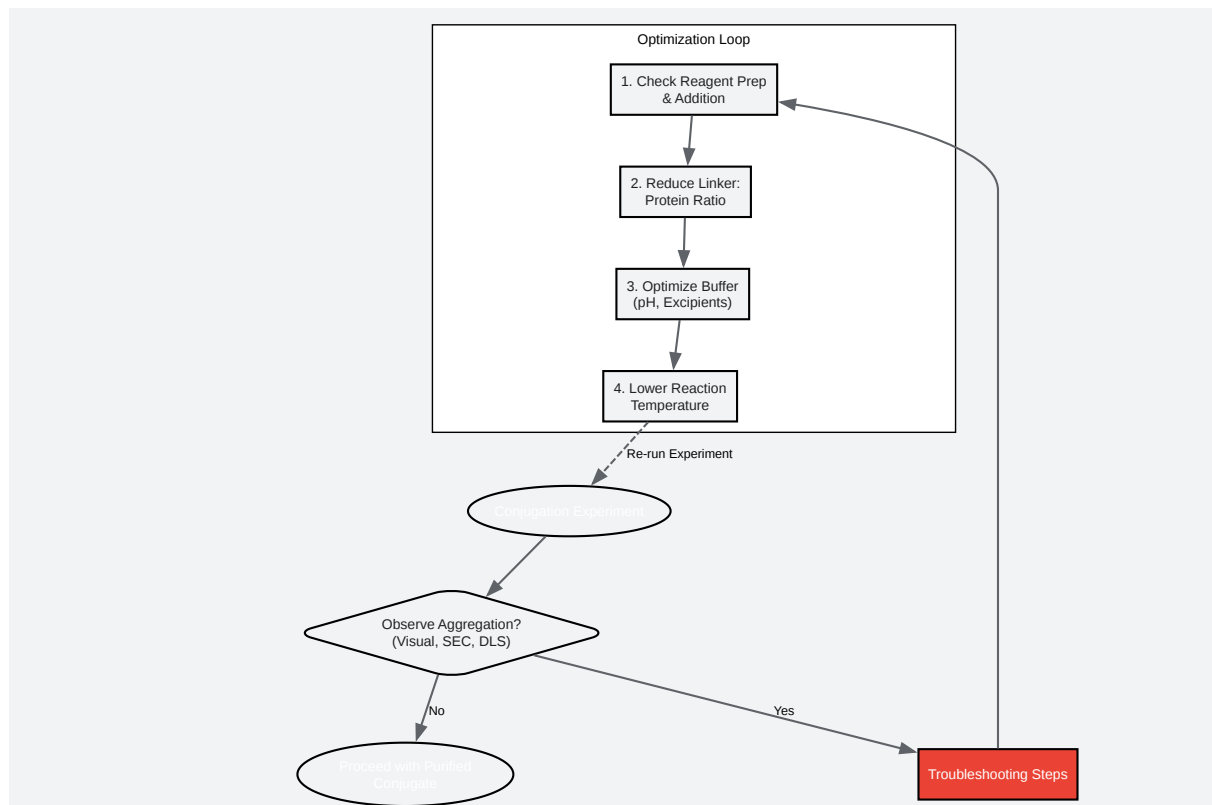 Optimization Loop
1. Check Reagent Prep
& Addition
2. Reduce Linker:
Protein Ratio
3. Optimize Buffer
(pH, Excipients)
4. Lower Reaction
Temperature
Re-run Experiment
Conjugation Experiment
Observe Aggregation?
(Visual, SEC, DLS)
No
Yes
Proceed with Purified
Conjugate
Troubleshooting Steps